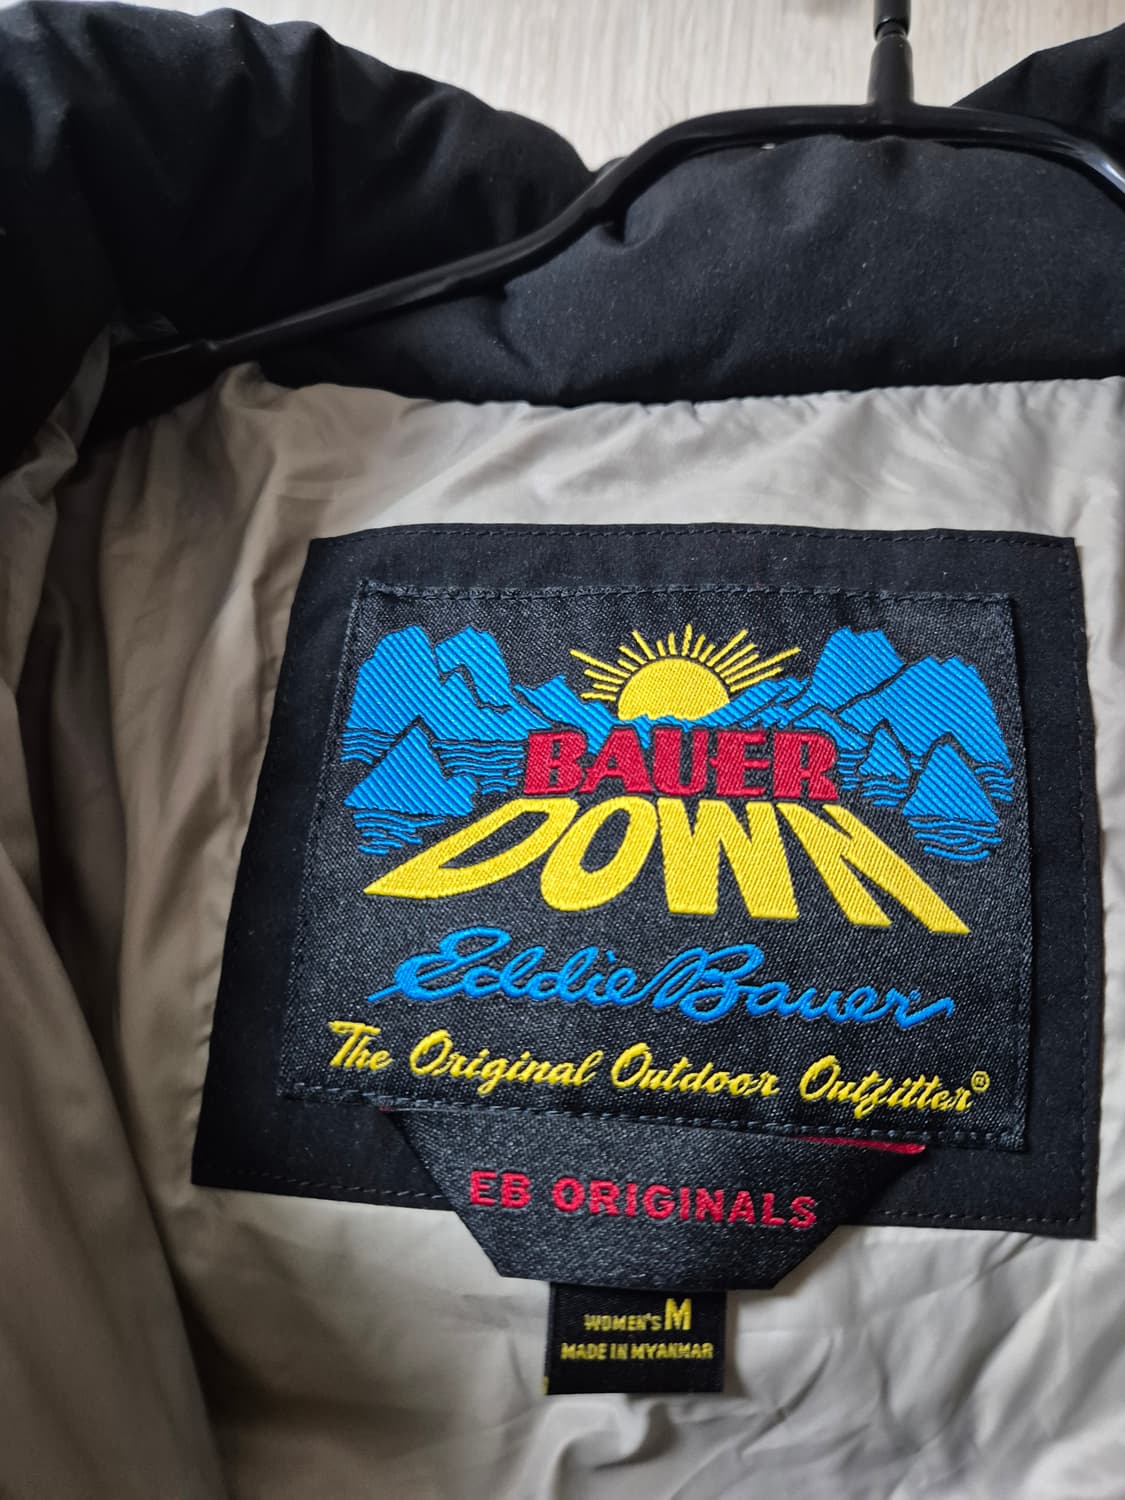 BAUER
DOWN
Eddie Bauer
The Original Outdoor Outfitter®
EB ORIGINALS
WOMEN'S M
MADE IN MYANMAR